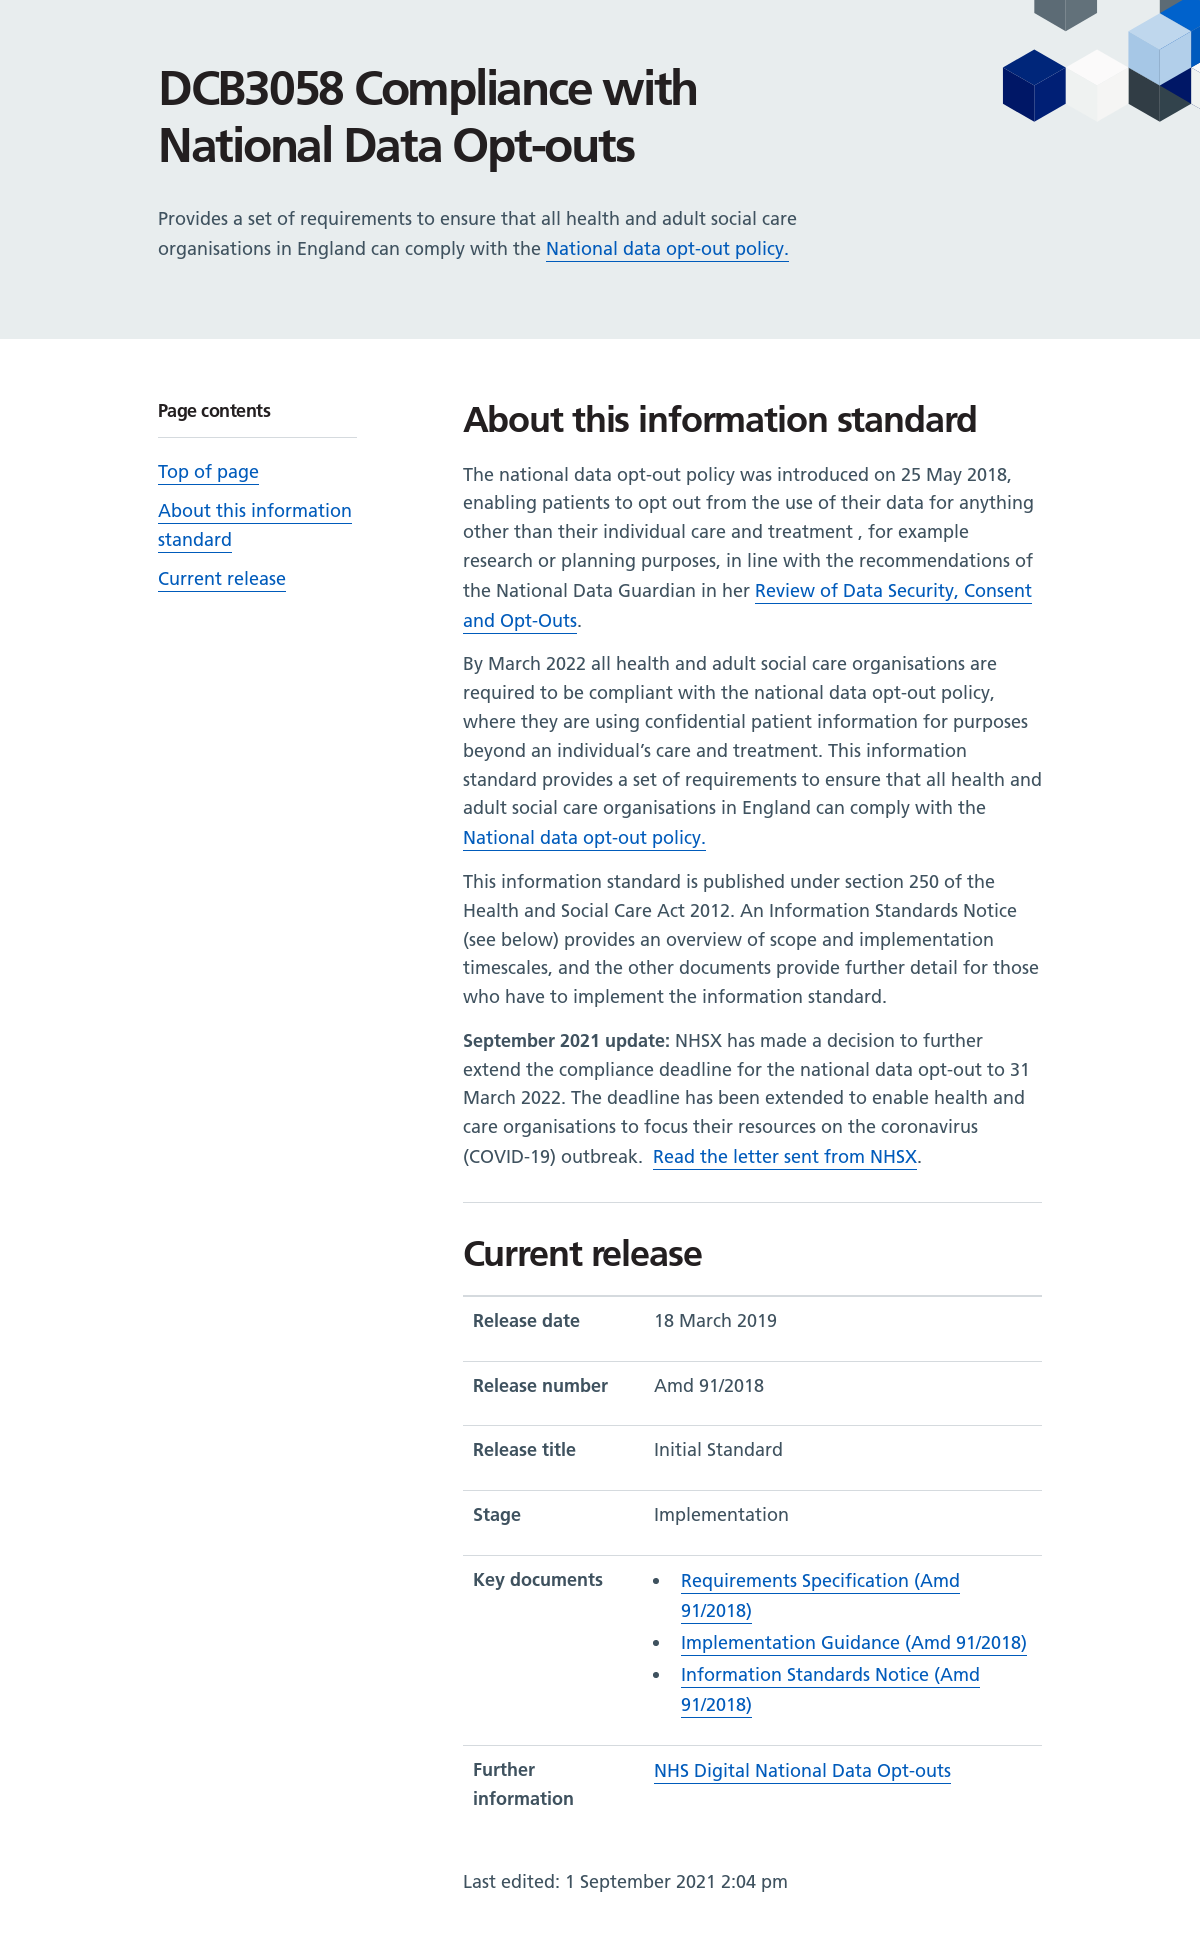 DCB3058 Compliance with
National Data Opt-outs
Provides a set of requirements to ensure that all health and adult social care
organisations in England can comply with the National data opt-out policy.
Page contents
Top of page
About this information
standard
Current release
About this information standard
The national data opt-out policy was introduced on 25 May 2018,
enabling patients to opt out from the use of their data for anything
other than their individual care and treatment , for example
research or planning purposes, in line with the recommendations of
the National Data Guardian in her Review of Data Security, Consent
and Opt-Outs.
By March 2022 all health and adult social care organisations are
required to be compliant with the national data opt-out policy,
where they are using confidential patient information for purposes
beyond an individual’s care and treatment. This information
standard provides a set of requirements to ensure that all health and
adult social care organisations in England can comply with the
National data opt-out policy.
This information standard is published under section 250 of the
Health and Social Care Act 2012. An Information Standards Notice
(see below) provides an overview of scope and implementation
timescales, and the other documents provide further detail for those
who have to implement the information standard.
September 2021 update: NHSX has made a decision to further
extend the compliance deadline for the national data opt-out to 31
March 2022. The deadline has been extended to enable health and
care organisations to focus their resources on the coronavirus
(COVID-19) outbreak.  Read the letter sent from NHSX.
Current release
Release date 18 March 2019
Release number Amd 91/2018
Release title Initial Standard
Stage Implementation
Key documents
• Requirements Specification (Amd
91/2018)
• Implementation Guidance (Amd 91/2018)
• Information Standards Notice (Amd
91/2018)
Further
information
NHS Digital National Data Opt-outs
Last edited: 1 September 2021 2:04 pm